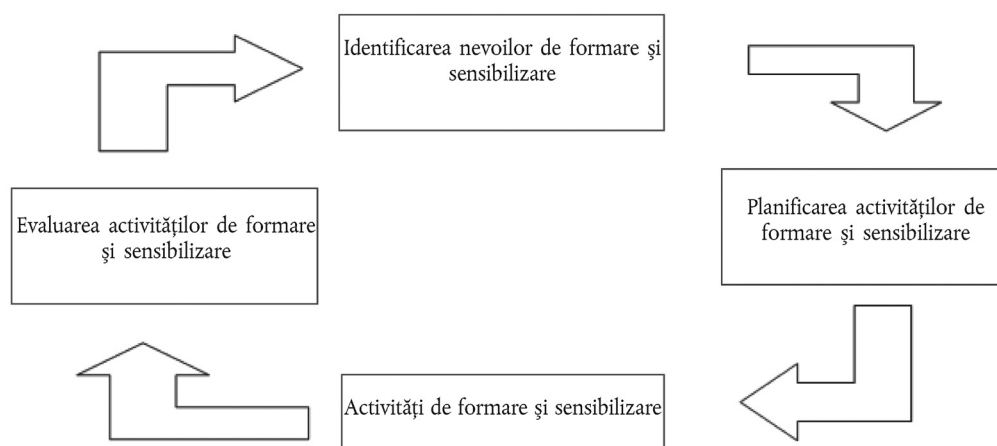 Identificarea nevoilor de formare şi
sensibilizare
Planificarea activităţilor de
formare şi sensibilizare
Activităţi de formare şi sensibilizare
Evaluarea activităţilor de formare
şi sensibilizare